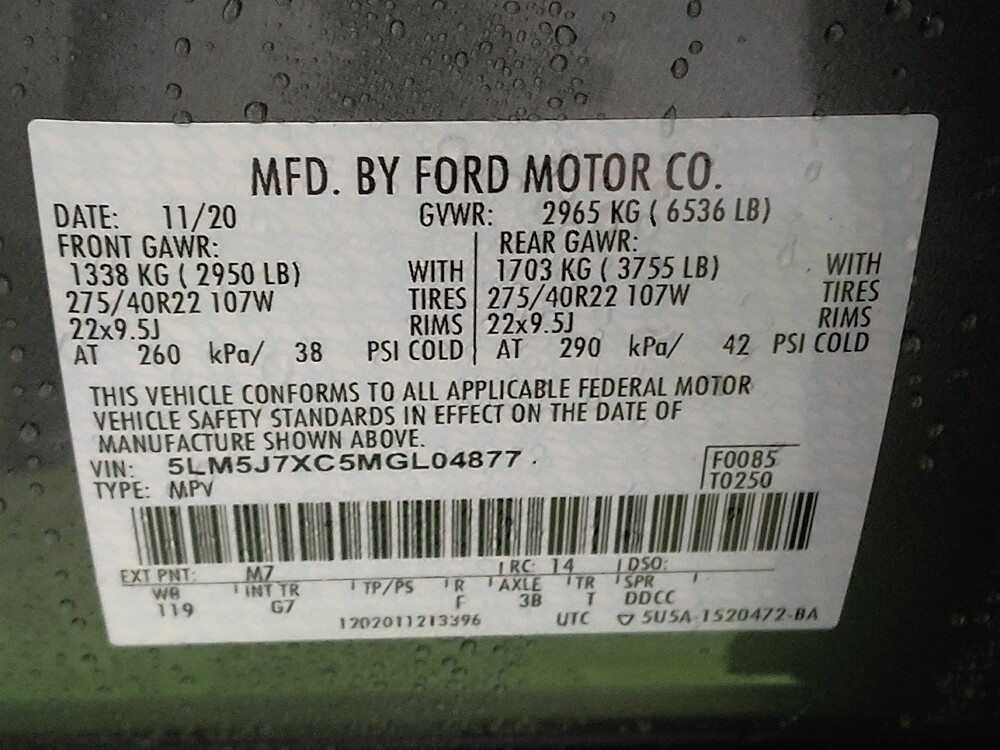 MFD. BY FORD MOTOR CO.
DATE: 11/20 GVWR: 2965 KG ( 6536 LB)
FRONT GAWR: REAR GAWR:
1338 KG ( 2950 LB) WITH 1703 KG ( 3755 LB) WITH
275/40R22 107W TIRES 275/40R22 107W TIRES
22x9.5J RIMS 22x9.5J RIMS
AT 260 kPa/ 38 PSI COLD AT 290 kPa/ 42 PSI COLD
THIS VEHICLE CONFORMS TO ALL APPLICABLE FEDERAL MOTOR
VEHICLE SAFETY STANDARDS IN EFFECT ON THE DATE OF
MANUFACTURE SHOWN ABOVE.
VIN: 5LM5J7XC5MGL04877 F0085
TYPE: MPV T0250
EXT PNT: M7 RC: 14 DSO:
WB INT TR TP/PS R AXLE TR SPR
119 G7 F 3B T DDCC
1202011213396 UTC 5U5A-1520472-BA